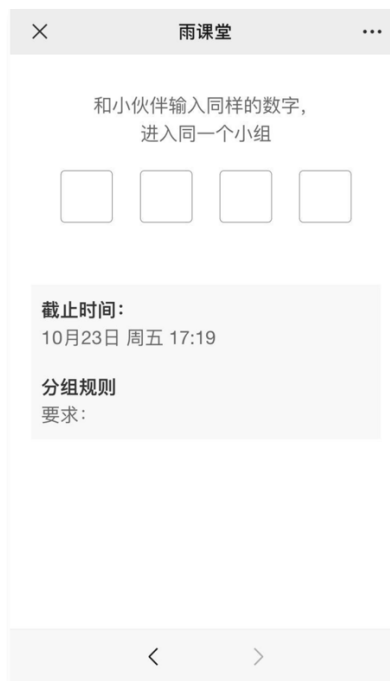 雨课堂
和小伙伴输入同样的数字，
进入同一个小组
截止时间：
10月23日 周五 17:19
分组规则
要求：